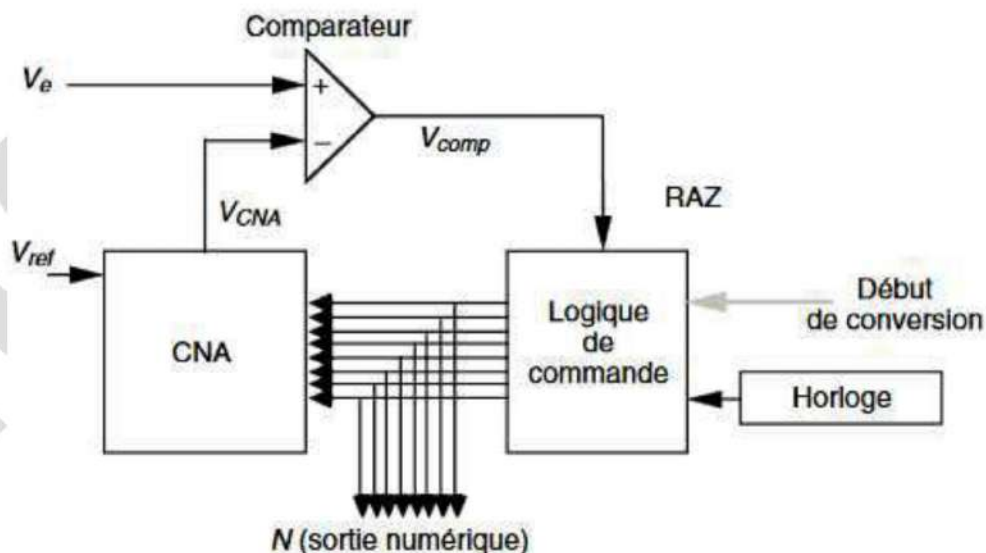 Comparateur
Ve
+
−
Vcomp
RAZ
VCNA
Vref
CNA
Logique
de
commande
Début
de conversion
Horloge
N (sortie numérique)